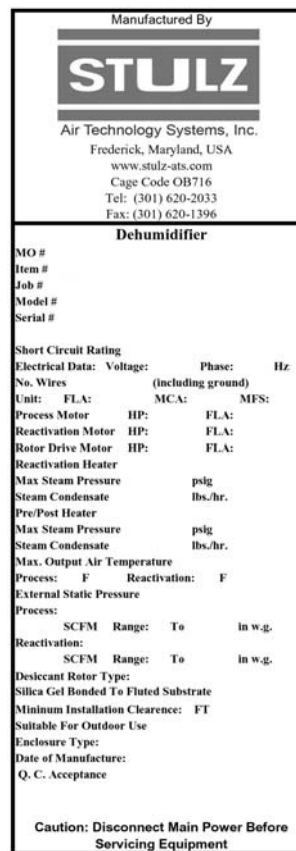 Manufactured By
STULZ
Air Technology Systems, Inc.
Frederick, Maryland, USA
www.stulz-ats.com
Cage Code OB716
Tel: (301) 620-2033
Fax: (301) 620-1396
Dehumidifier
MO #
Item #
Job #
Model #
Serial #
Short Circuit Rating
Electrical Data: Voltage: Phase: Hz
No. Wires (including ground)
Unit: FLA: MCA: MFS:
Process Motor HP: FLA:
Reactivation Motor HP: FLA:
Rotor Drive Motor HP: FLA:
Reactivation Heater
Max Steam Pressure psig
Steam Condensate lbs./hr.
Pre/Post Heater
Max Steam Pressure psig
Steam Condensate lbs./hr.
Max. Output Air Temperature
Process: F Reactivation: F
External Static Pressure
Process:
SCFM Range: To in w.g.
Reactivation:
SCFM Range: To in w.g.
Desiccant Rotor Type:
Silica Gel Bonded To Fluted Substrate
Mininum Installation Clearence: FT
Suitable For Outdoor Use
Enclosure Type:
Date of Manufacture:
Q. C. Acceptance
Caution: Disconnect Main Power Before
Servicing Equipment